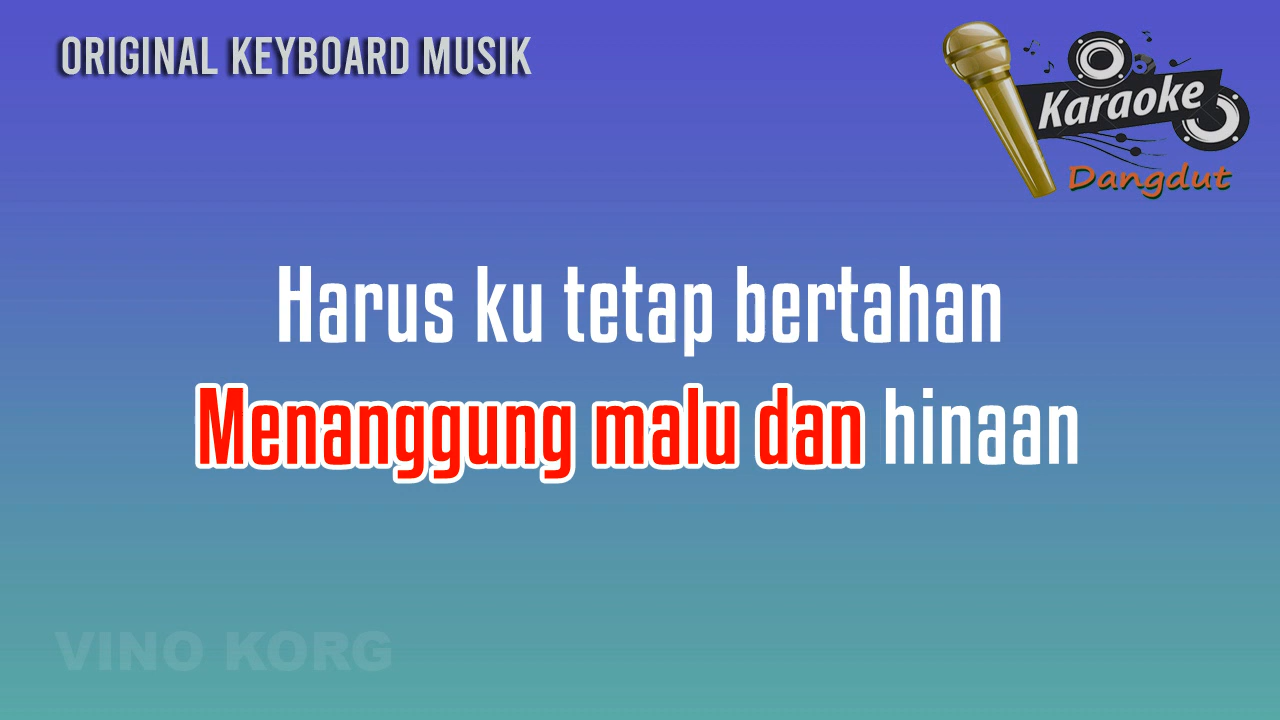 ORIGINAL KEYBOARD MUSIK
Karaoke
Dangdut
Harus ku tetap bertahan
Menanggung malu dan hinaan
VINO KORG